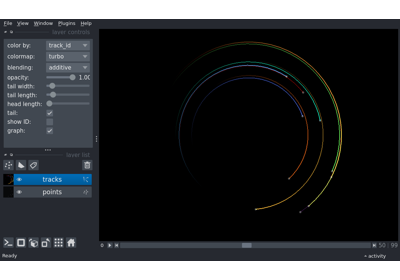 File View Window Plugins Help
layer controls
color by: track_id
colormap: turbo
blending: additive
opacity: 1.00
tail width:
tail length:
head length:
tail:
show ID:
graph:
layer list
tracks
points
0
50 99
Ready
activity